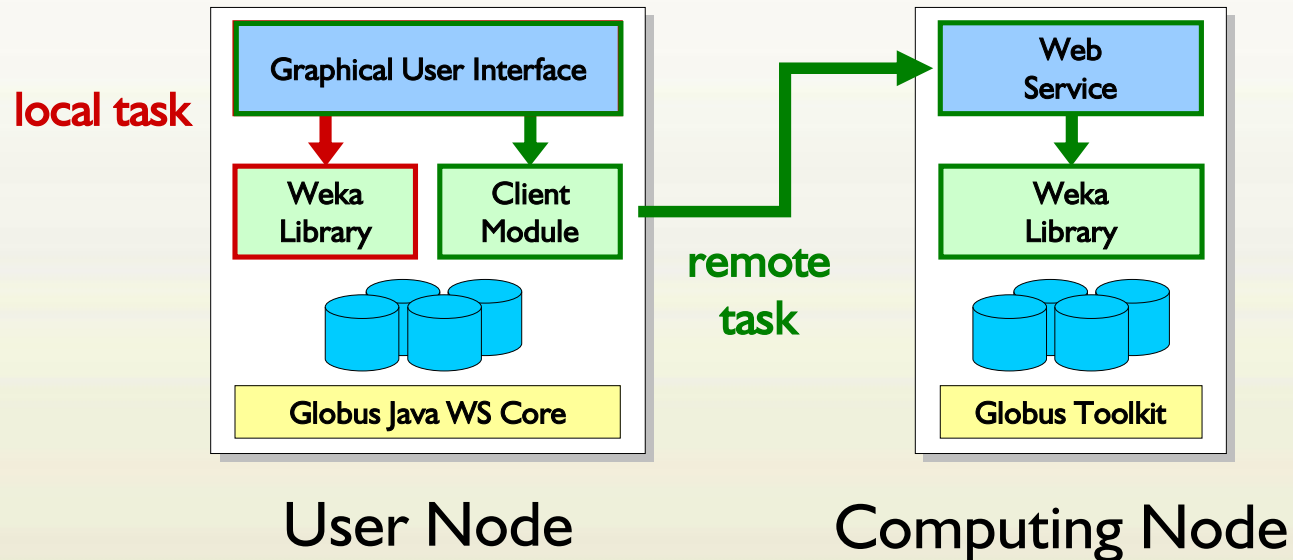 local task
Graphical User Interface
Weka
Library
Client
Module
Globus Java WS Core
User Node
remote
task
Web
Service
Weka
Library
Globus Toolkit
Computing Node